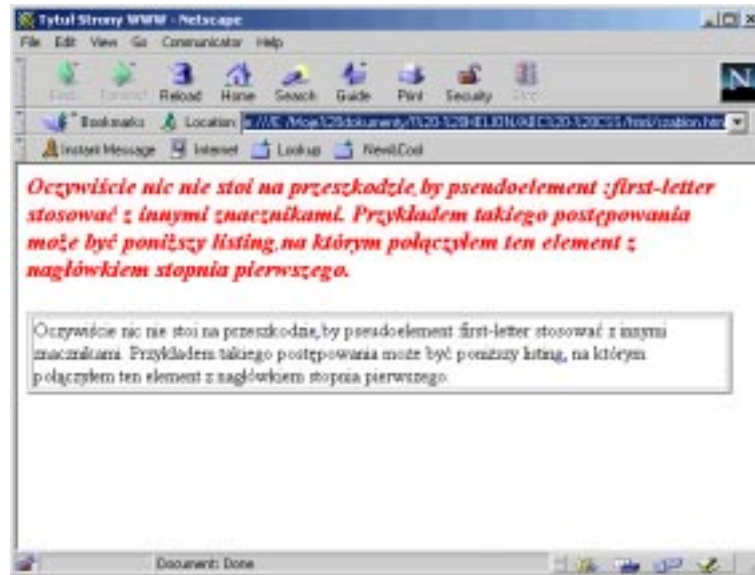 Tytuł Strony WWW - Netscape
File Edit View Go Communicator Help
Reload Home Search Guide Print Security
Bookmarks Location:
Instant Message Internet Lookup New&Cool
Oczywiście nic nie stoi na przeszkodzie, by pseudoelement :first-letter
stosować z innymi znacznikami. Przykładem takiego postępowania
może być poniższy listing, na którym połączyłem ten element z
nagłówkiem stopnia pierwszego.
Oczywiście nic nie stoi na przeszkodzie, by pseudoelement :first-letter stosować z innymi
znacznikami. Przykładem takiego postępowania może być poniższy listing, na którym
połączyłem ten element z nagłówkiem stopnia pierwszego.
Document: Done